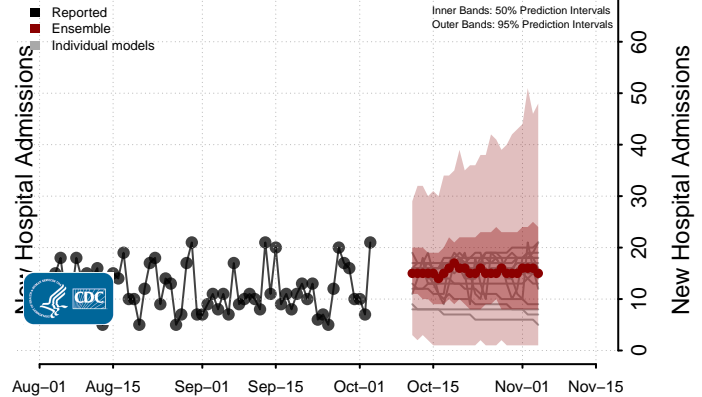 Reported
Ensemble
Individual models
Inner Bands: 50% Prediction Intervals
Outer Bands: 95% Prediction Intervals
New Hospital Admissions
CDC
60
50
40
30
20
10
0
New Hospital Admissions
Aug–01 Aug–15 Sep–01 Sep–15 Oct–01 Oct–15 Nov–01 Nov–15